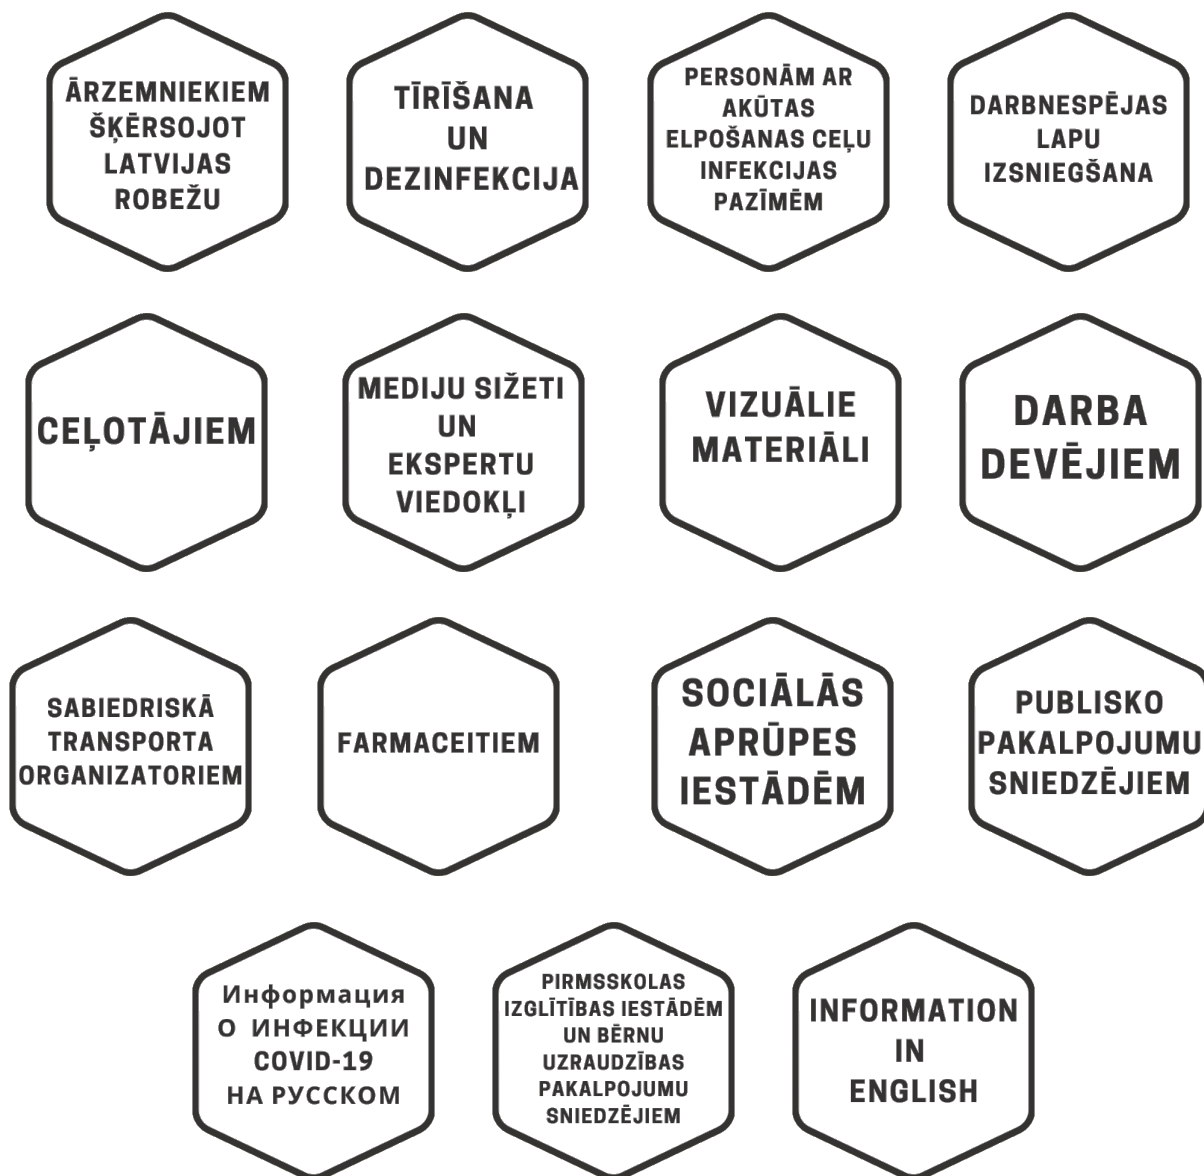 ĀRZEMNIEKIEM
ŠĶĒRSOJOT
LATVIJAS
ROBEŽU
TĪRĪŠANA
UN
DEZINFEKCIJA
PERSONĀM AR
AKŪTAS
ELPOŠANAS CEĻU
INFEKCIJAS
PAZĪMĒM
DARBNESPĒJAS
LAPU
IZSNIEGŠANA
CEĻOTĀJIEM
MEDIJU SIŽETI
UN
EKSPERTU
VIEDOKĻI
VIZUĀLIE
MATERIĀLI
DARBA
DEVĒJIEM
SABIEDRISKĀ
TRANSPORTA
ORGANIZATORIEM
FARMACEITIEM
SOCIĀLĀS
APRŪPES
IESTĀDĒM
PUBLISKO
PAKALPOJUMU
SNIEDZĒJIEM
Информация
О ИНФЕКЦИИ
COVID-19
НА РУССКОМ
PIRMSSKOLAS
IZGLĪTĪBAS IESTĀDĒM
UN BĒRNU
UZRAUDZĪBAS
PAKALPOJUMU
SNIEDZĒJIEM
INFORMATION
IN
ENGLISH